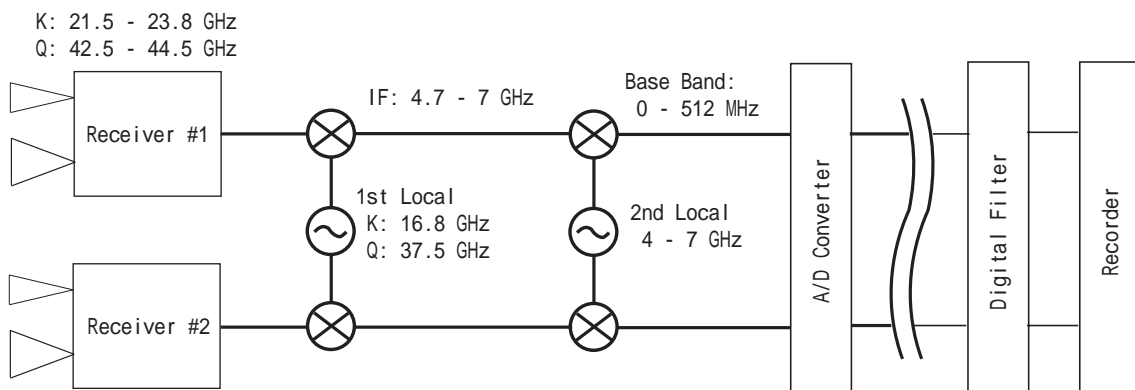 K: 21.5 - 23.8 GHz
Q: 42.5 - 44.5 GHz
Receiver #1
IF: 4.7 - 7 GHz
Base Band:
0 - 512 MHz
1st Local
K: 16.8 GHz
Q: 37.5 GHz
2nd Local
4 - 7 GHz
Receiver #2
A/D Converter
Digital Filter
Recorder